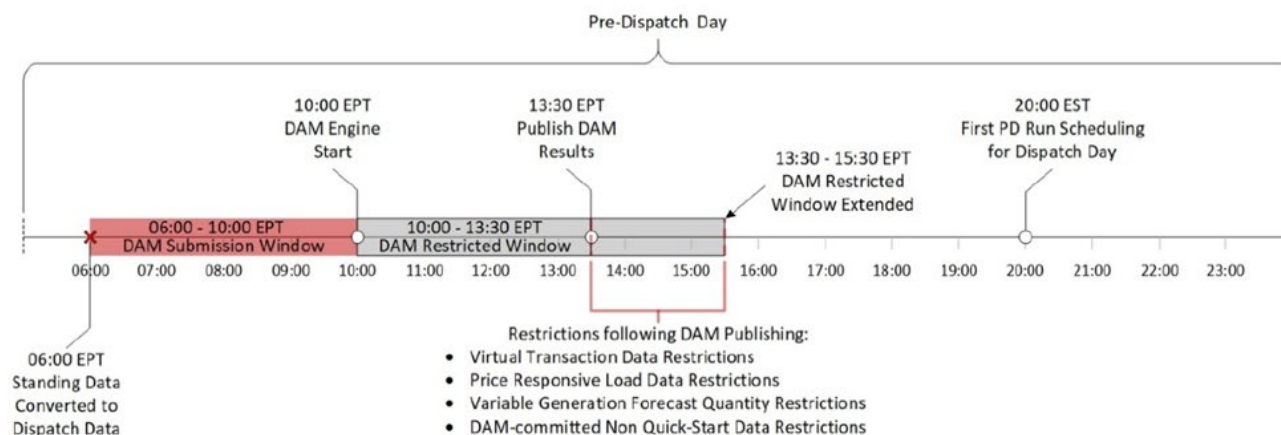 Pre-Dispatch Day
10:00 EPT
DAM Engine
Start
13:30 EPT
Publish DAM
Results
13:30 - 15:30 EPT
DAM Restricted
Window Extended
20:00 EST
First PD Run Scheduling
for Dispatch Day
06:00 - 10:00 EPT
DAM Submission Window
10:00 - 13:30 EPT
DAM Restricted Window
06:00 07:00 08:00 09:00 10:00 11:00 12:00 13:00 14:00 15:00 16:00 17:00 18:00 19:00 20:00 21:00 22:00 23:00
06:00 EPT
Standing Data
Converted to
Dispatch Data
Restrictions following DAM Publishing:
• Virtual Transaction Data Restrictions
• Price Responsive Load Data Restrictions
• Variable Generation Forecast Quantity Restrictions
• DAM-committed Non Quick-Start Data Restrictions